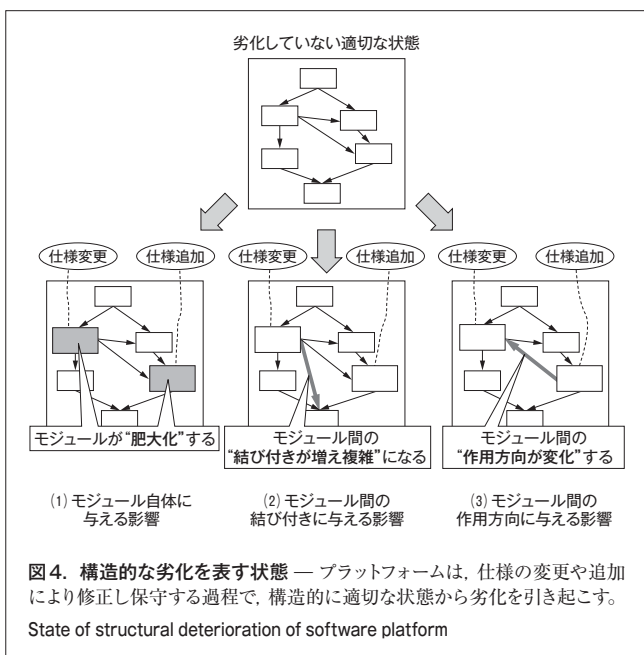 劣化していない適切な状態
仕様変更
仕様追加
仕様変更
仕様追加
仕様変更
仕様追加
モジュールが“肥大化”する
モジュール間の
“結び付きが増え複雑”になる
モジュール間の
“作用方向が変化”する
(1) モジュール自体に
与える影響
(2) モジュール間の
結び付きに与える影響
(3) モジュール間の
作用方向に与える影響
図4. 構造的な劣化を表す状態 — プラットフォームは，仕様の変更や追加
により修正し保守する過程で，構造的に適切な状態から劣化を引き起こす。
State of structural deterioration of software platform